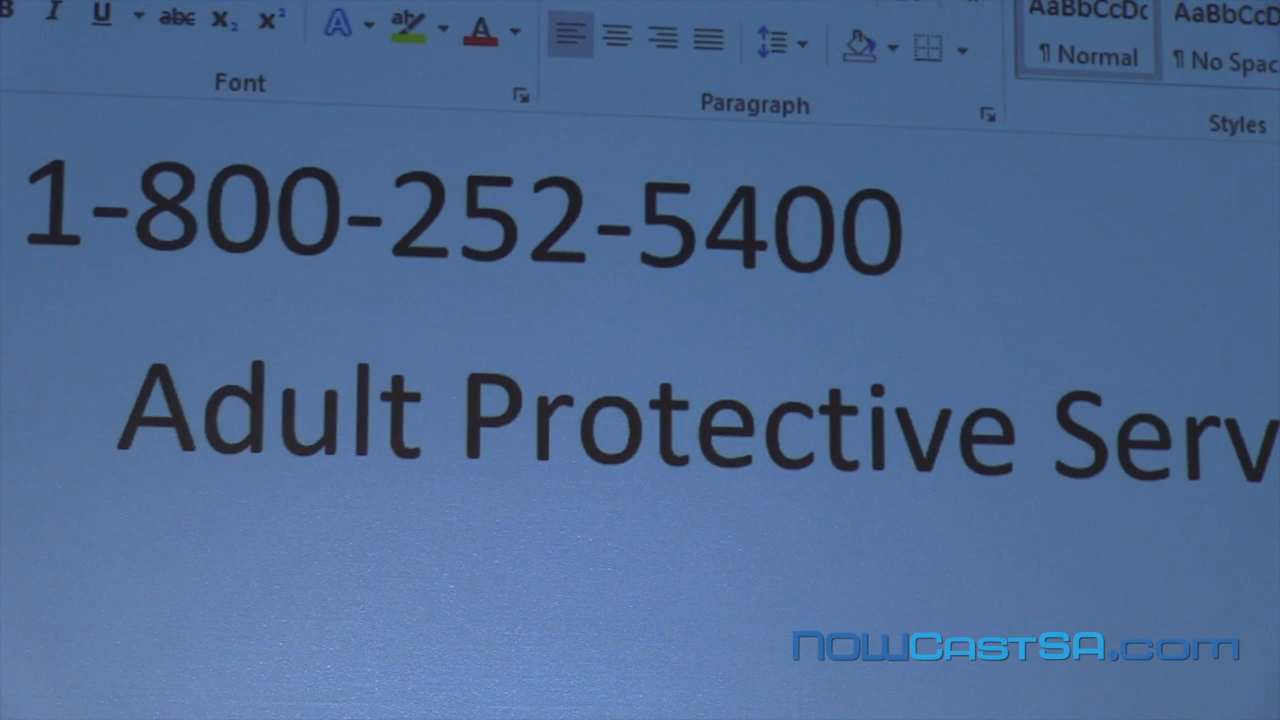 B I U abc X₂ X² A ab A
Font
Paragraph
AaBbCcDc
¶ Normal
¶ No Spac
Styles
1-800-252-5400
Adult Protective Serv
NOWCastSA.com